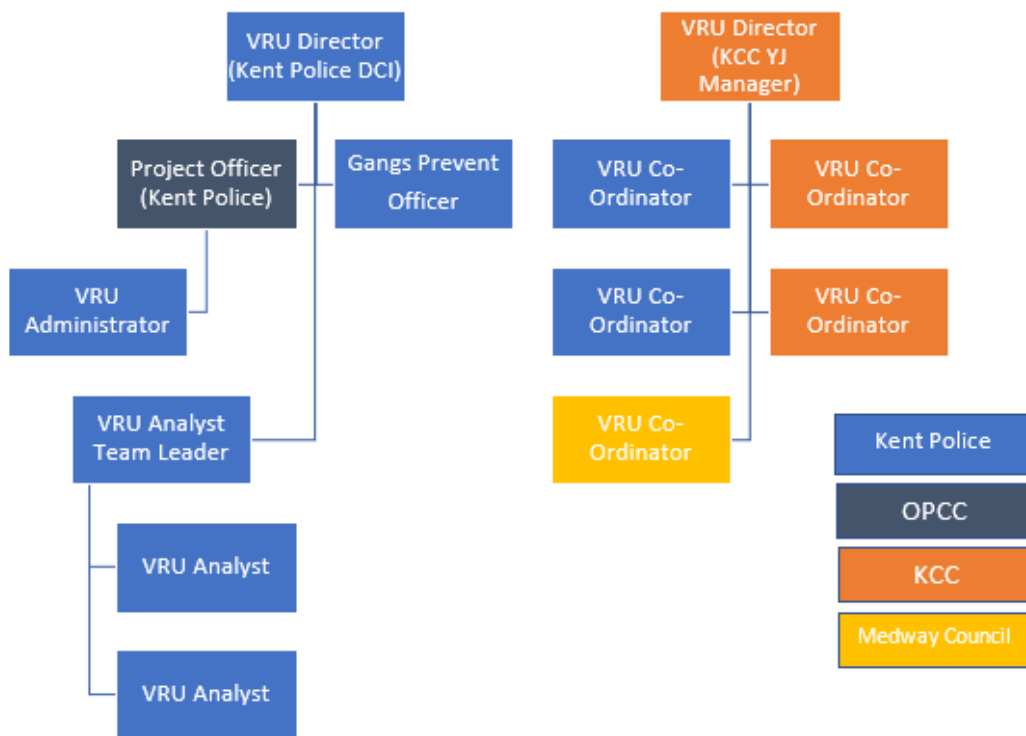 VRU Director
(Kent Police DCI)
Project Officer
(Kent Police)
Gangs Prevent
Officer
VRU
Administrator
VRU Analyst
Team Leader
VRU Analyst
VRU Analyst
VRU Director
(KCC YJ
Manager)
VRU Co-
Ordinator
VRU Co-
Ordinator
VRU Co-
Ordinator
VRU Co-
Ordinator
VRU Co-
Ordinator
Kent Police
OPCC
KCC
Medway Council